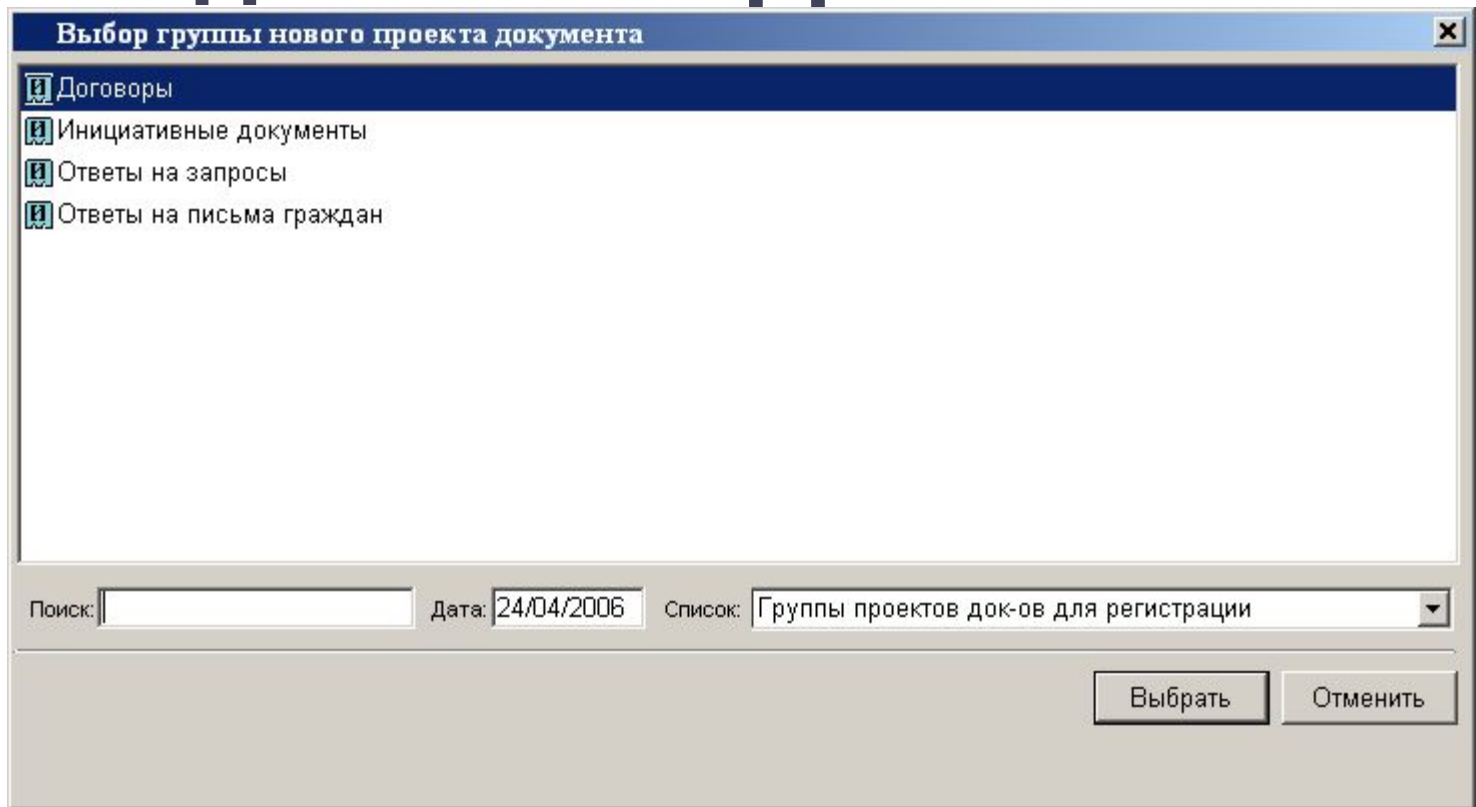 Выбор группы нового проекта документа
Договоры
Инициативные документы
Ответы на запросы
Ответы на письма граждан
Поиск: Дата: 24/04/2006 Список: Группы проектов док-ов для регистрации
Выбрать Отменить